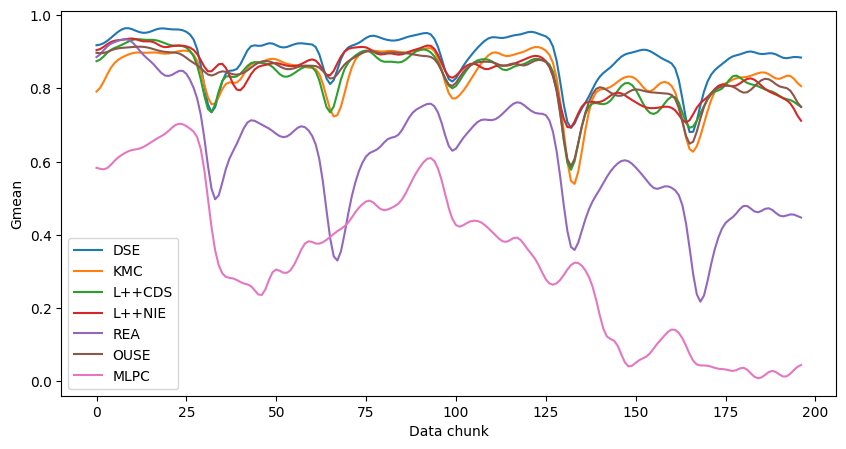 1.0
0.8
0.6
0.4
0.2
0.0
Gmean
DSE
KMC
L++CDS
L++NIE
REA
OUSE
MLPC
0 25 50 75 100 125 150 175 200
Data chunk